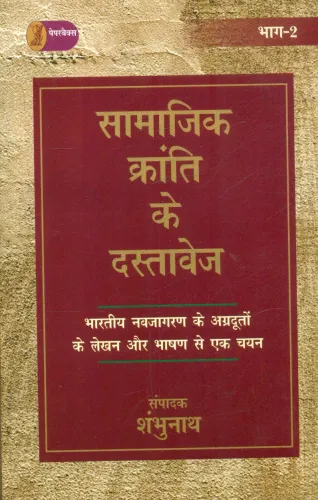 पेपरबैक्स
भाग-2
सामाजिक
क्रांति
के
दस्तावेज
भारतीय नवजागरण के अग्रदूतों
के लेखन और भाषण से एक चयन
संपादक
शंभुनाथ